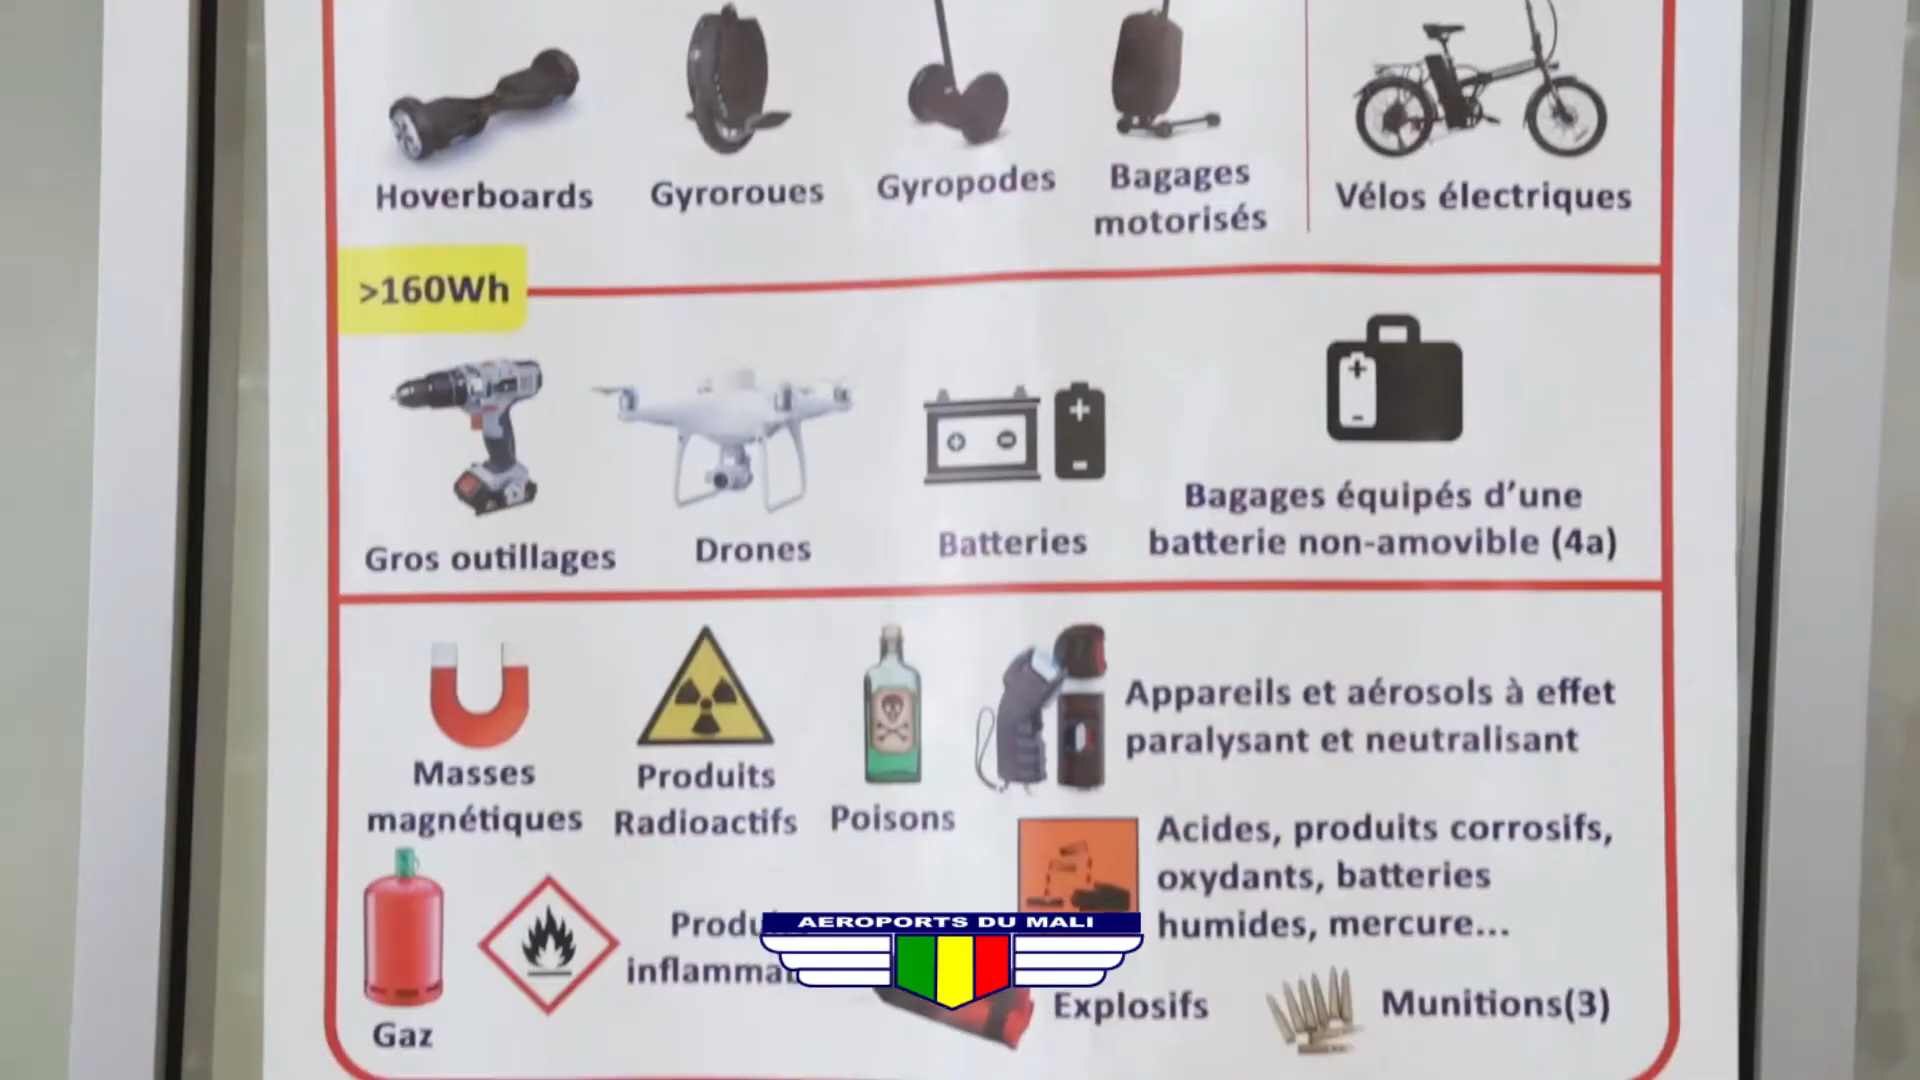 Hoverboards
Gyroroues
Gyropodes
Bagages
motorisés
Vélos électriques
>160Wh
Gros outillages
Drones
Batteries
Bagages équipés d’une
batterie non-amovible (4a)
Masses
magnétiques
Produits
Radioactifs
Poisons
Appareils et aérosols à effet
paralysant et neutralisant
Acides, produits corrosifs,
oxydants, batteries
humides, mercure...
Gaz
Explosifs
Munitions(3)
AEROPORTS DU MALI